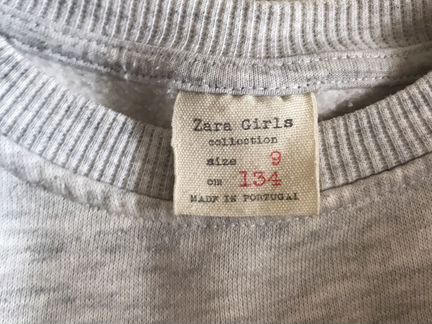 Zara Girls
collection
size 9
cm 134
MADE IN PORTUGAL